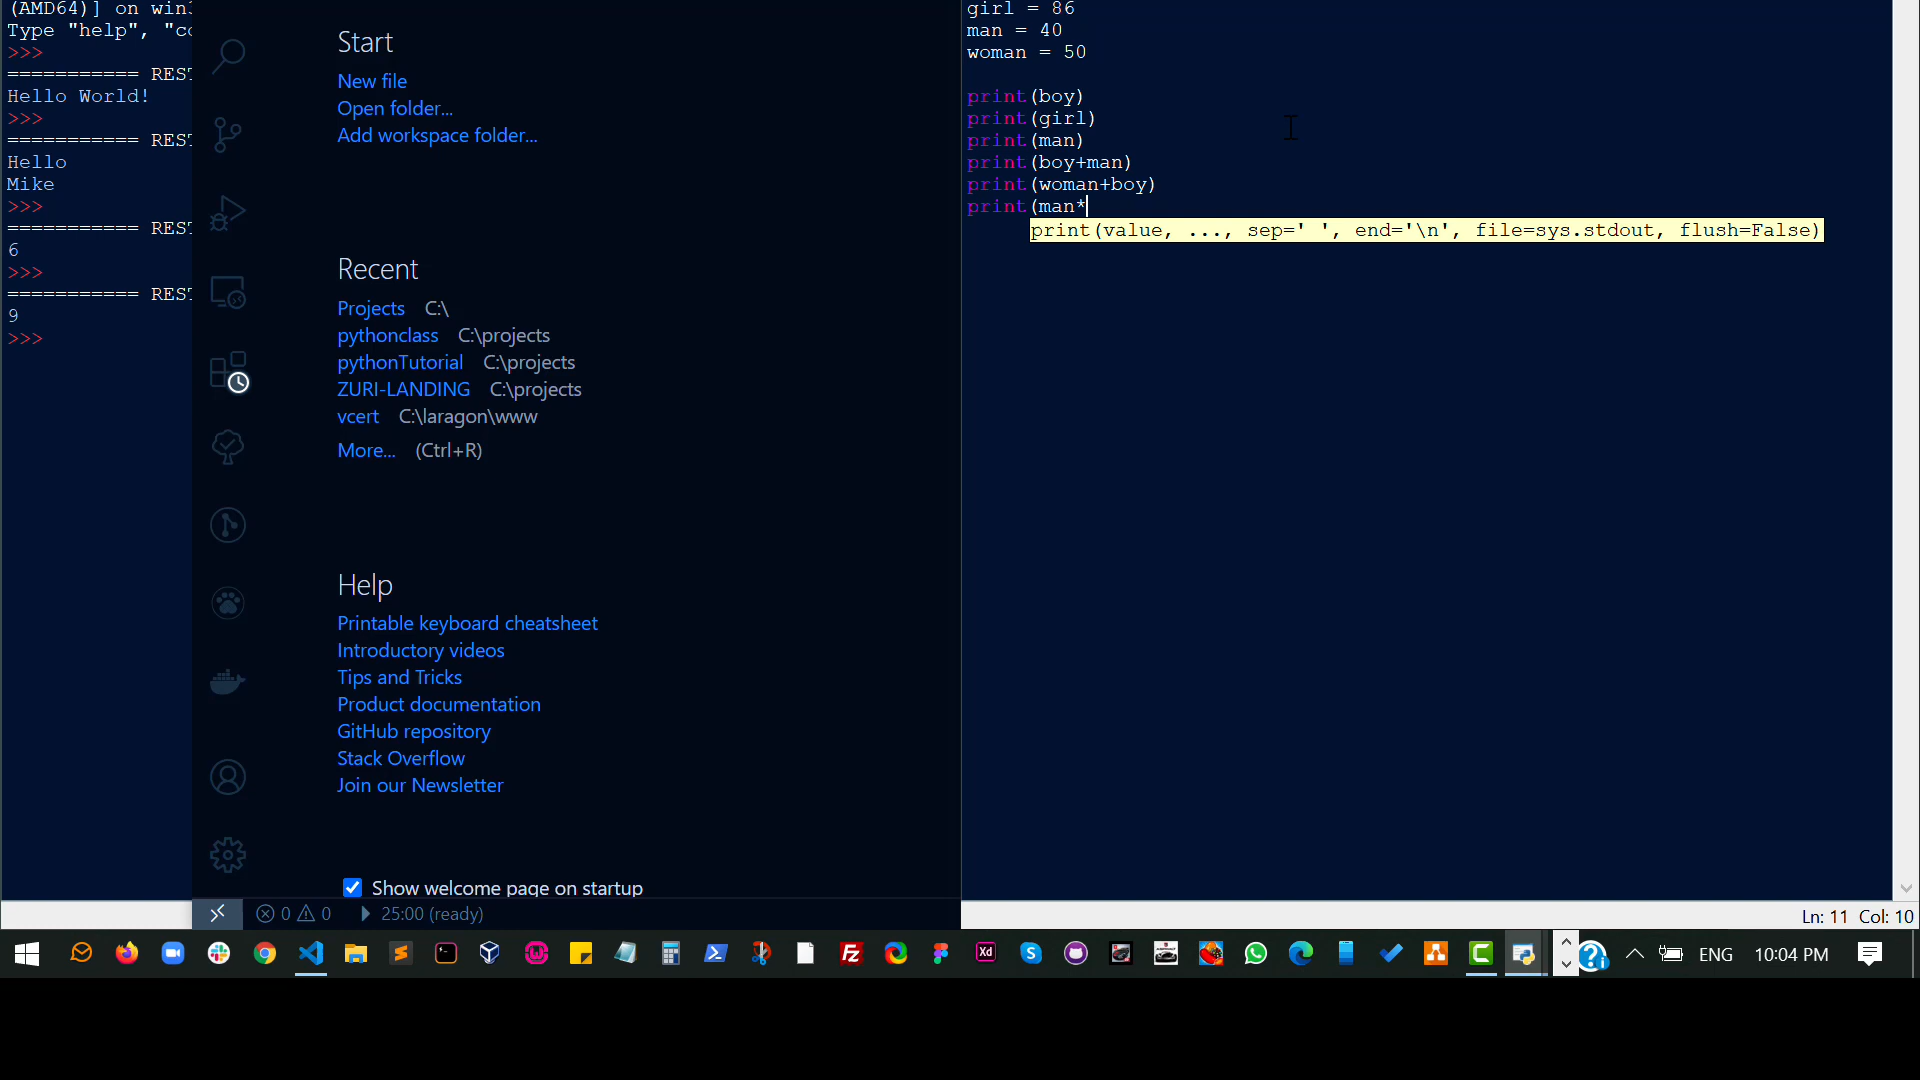 (AMD64)] on win3
Type "help", "co
>>>
=========== REST
Hello World!
>>>
=========== REST
Hello
Mike
>>>
=========== REST
6
>>>
=========== REST
9
>>>
Start
New file
Open folder...
Add workspace folder...
Recent
Projects C:\
pythonclass C:\projects
pythonTutorial C:\projects
ZURI-LANDING C:\projects
vcert C:\laragon\www
More... (Ctrl+R)
Help
Printable keyboard cheatsheet
Introductory videos
Tips and Tricks
Product documentation
GitHub repository
Stack Overflow
Join our Newsletter
Show welcome page on startup
0 0 25:00 (ready)
girl = 86
man = 40
woman = 50
print(boy)
print(girl)
print(man)
print(boy+man)
print(woman+boy)
print(man*
print(value, ..., sep=' ', end='\n', file=sys.stdout, flush=False)
Ln: 11 Col: 10
Xd
ENG 10:04 PM